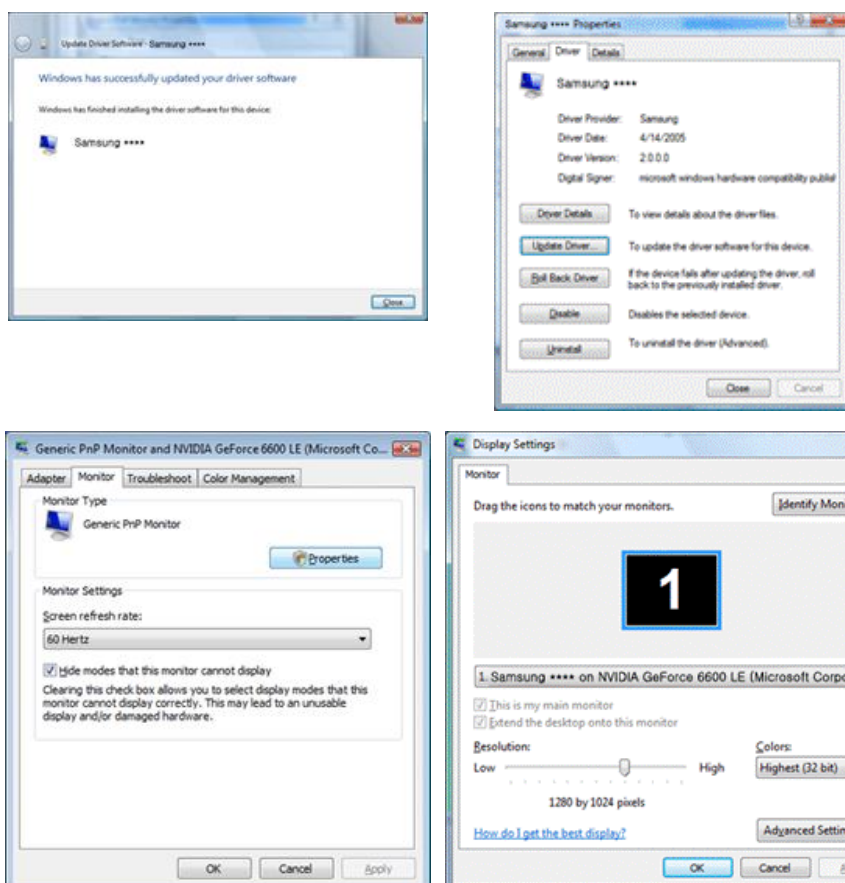 Update Driver Software - Samsung ****
Windows has successfully updated your driver software
Windows has finished installing the driver software for this device:
Samsung ****
Close
Samsung **** Properties
General Driver Details
Samsung ****
Driver Provider: Samsung
Driver Date: 4/14/2005
Driver Version: 2.0.0.0
Digital Signer: microsoft windows hardware compatibility publis
Driver Details To view details about the driver files.
Update Driver... To update the driver software for this device.
Roll Back Driver If the device fails after updating the driver, roll
back to the previously installed driver.
Disable Disables the selected device.
Uninstall To uninstall the driver (Advanced).
Close Cancel
Generic PnP Monitor and NVIDIA GeForce 6600 LE (Microsoft Co...
Adapter Monitor Troubleshoot Color Management
Monitor Type
Generic PnP Monitor
Properties
Monitor Settings
Screen refresh rate:
60 Hertz
Hide modes that this monitor cannot display
Clearing this check box allows you to select display modes that this
monitor cannot display correctly. This may lead to an unusable
display and/or damaged hardware.
OK Cancel Apply
Display Settings
Monitor
Drag the icons to match your monitors. Identify Moni
1
1. Samsung **** on NVIDIA GeForce 6600 LE (Microsoft Corpo
This is my main monitor
Extend the desktop onto this monitor
Resolution: Colors:
Low High Highest (32 bit)
1280 by 1024 pixels
How do I get the best display? Advanced Settin
OK Cancel